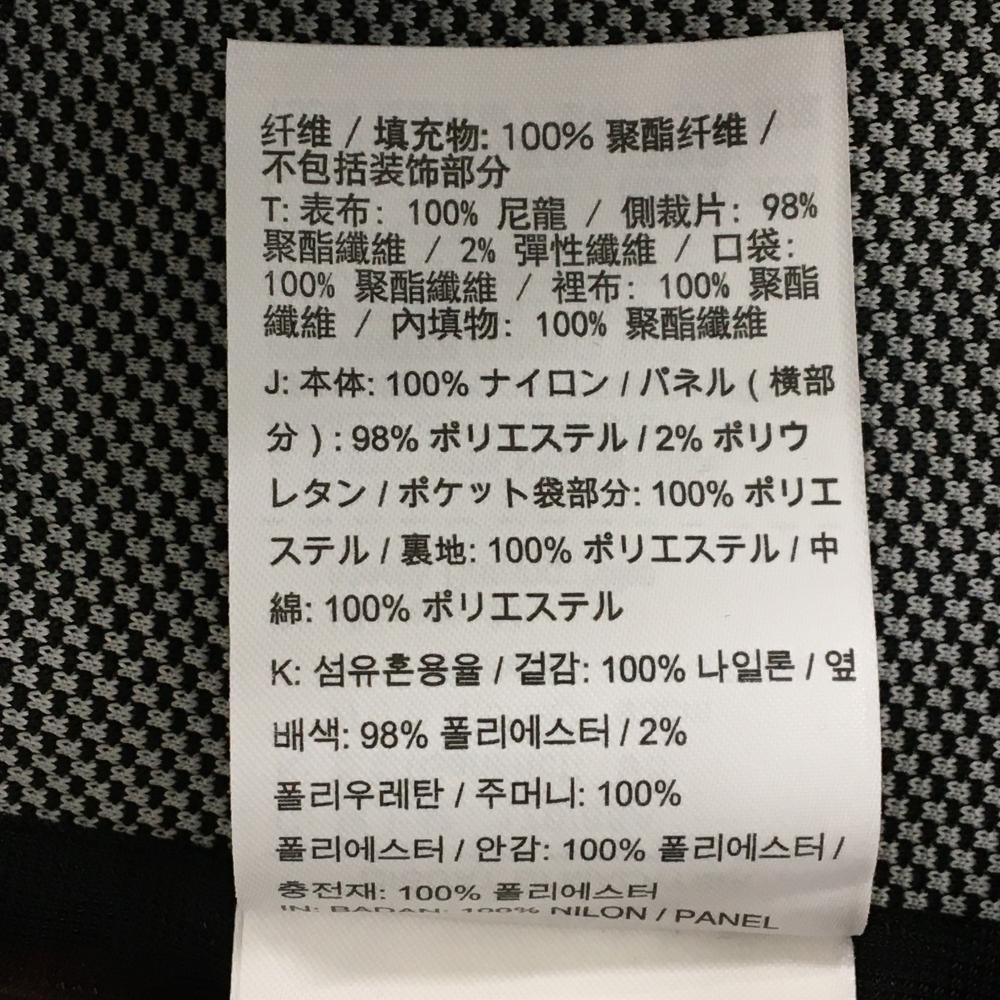 纤维 / 填充物: 100% 聚酯纤维 /
不包括装饰部分
T: 表布: 100% 尼龍 / 側裁片: 98%
聚酯纖維 / 2% 彈性纖維 / 口袋:
100% 聚酯纖維 / 裡布: 100% 聚酯
纖維 / 內填物: 100% 聚酯纖維
J: 本体: 100% ナイロン / パネル ( 横部
分 ) : 98% ポリエステル / 2% ポリウ
レタン / ポケット袋部分: 100% ポリエ
ステル / 裏地: 100% ポリエステル / 中
綿: 100% ポリエステル
K: 섬유혼용율 / 겉감: 100% 나일론 / 옆
배색: 98% 폴리에스터 / 2%
폴리우레탄 / 주머니: 100%
폴리에스터 / 안감: 100% 폴리에스터 /
충전재: 100% 폴리에스터
IN: BADAN: 100% NILON / PANEL